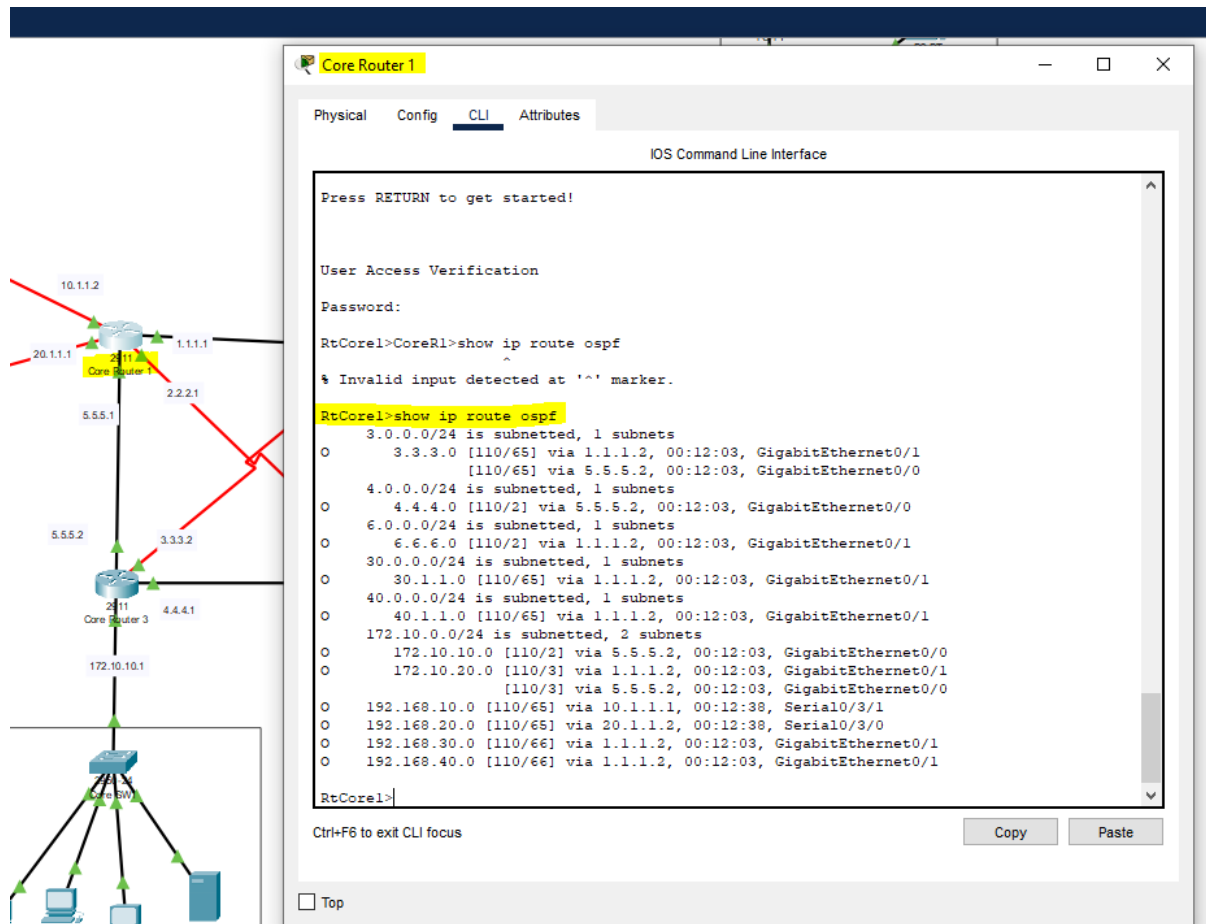 Core Router 1
Physical Config CLI Attributes
IOS Command Line Interface
Press RETURN to get started!
User Access Verification
Password:
RtCore1>CoreR1>show ip route ospf
^
% Invalid input detected at '^' marker.
RtCore1>show ip route ospf
3.0.0.0/24 is subnetted, 1 subnets
O 3.3.3.0 [110/65] via 1.1.1.2, 00:12:03, GigabitEthernet0/1
[110/65] via 5.5.5.2, 00:12:03, GigabitEthernet0/0
4.0.0.0/24 is subnetted, 1 subnets
O 4.4.4.0 [110/2] via 5.5.5.2, 00:12:03, GigabitEthernet0/0
6.0.0.0/24 is subnetted, 1 subnets
O 6.6.6.0 [110/2] via 1.1.1.2, 00:12:03, GigabitEthernet0/1
30.0.0.0/24 is subnetted, 1 subnets
O 30.1.1.0 [110/65] via 1.1.1.2, 00:12:03, GigabitEthernet0/1
40.0.0.0/24 is subnetted, 1 subnets
O 40.1.1.0 [110/65] via 1.1.1.2, 00:12:03, GigabitEthernet0/1
172.10.0.0/24 is subnetted, 2 subnets
O 172.10.10.0 [110/2] via 5.5.5.2, 00:12:03, GigabitEthernet0/0
O 172.10.20.0 [110/3] via 1.1.1.2, 00:12:03, GigabitEthernet0/1
[110/3] via 5.5.5.2, 00:12:03, GigabitEthernet0/0
O 192.168.10.0 [110/65] via 10.1.1.1, 00:12:38, Serial0/3/1
O 192.168.20.0 [110/65] via 20.1.1.2, 00:12:38, Serial0/3/0
O 192.168.30.0 [110/66] via 1.1.1.2, 00:12:03, GigabitEthernet0/1
O 192.168.40.0 [110/66] via 1.1.1.2, 00:12:03, GigabitEthernet0/1
RtCore1>
Ctrl+F6 to exit CLI focus
Copy
Paste
Top
10.1.1.2
20.1.1.1
1.1.1.1
2911
Core Router 1
2.2.2.1
5.5.5.1
5.5.5.2
3.3.3.2
2911
Core Router 3
4.4.4.1
172.10.10.1
Core SW1